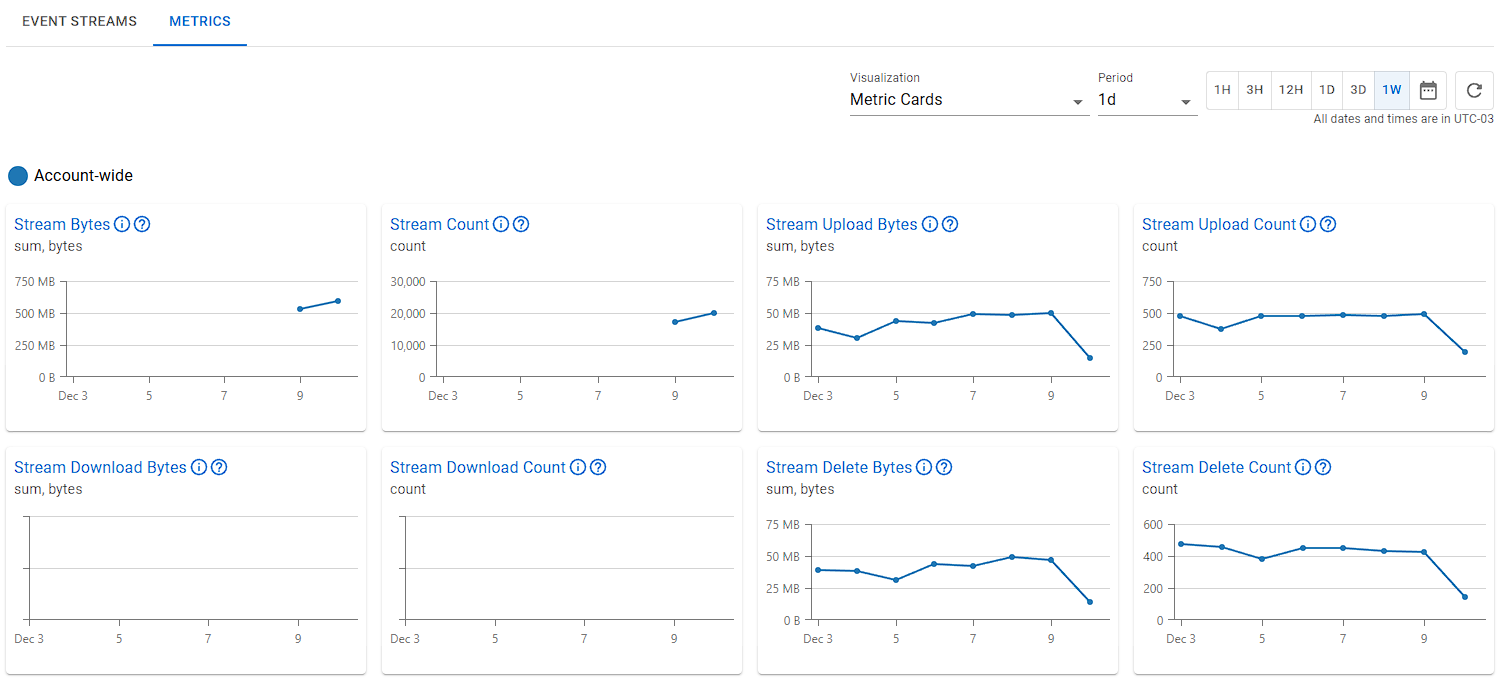 EVENT STREAMS METRICS
Visualization Period
Metric Cards 1d 1H 3H 12H 1D 3D 1W
All dates and times are in UTC-03
Account-wide
Stream Bytes
sum, bytes
750 MB
500 MB
250 MB
0 B
Dec 3 5 7 9
Stream Count
count
30,000
20,000
10,000
0
Dec 3 5 7 9
Stream Upload Bytes
sum, bytes
75 MB
50 MB
25 MB
0 B
Dec 3 5 7 9
Stream Upload Count
count
750
500
250
0
Dec 3 5 7 9
Stream Download Bytes
sum, bytes
Dec 3 5 7 9
Stream Download Count
count
Dec 3 5 7 9
Stream Delete Bytes
sum, bytes
75 MB
50 MB
25 MB
0 B
Dec 3 5 7 9
Stream Delete Count
count
600
400
200
0
Dec 3 5 7 9